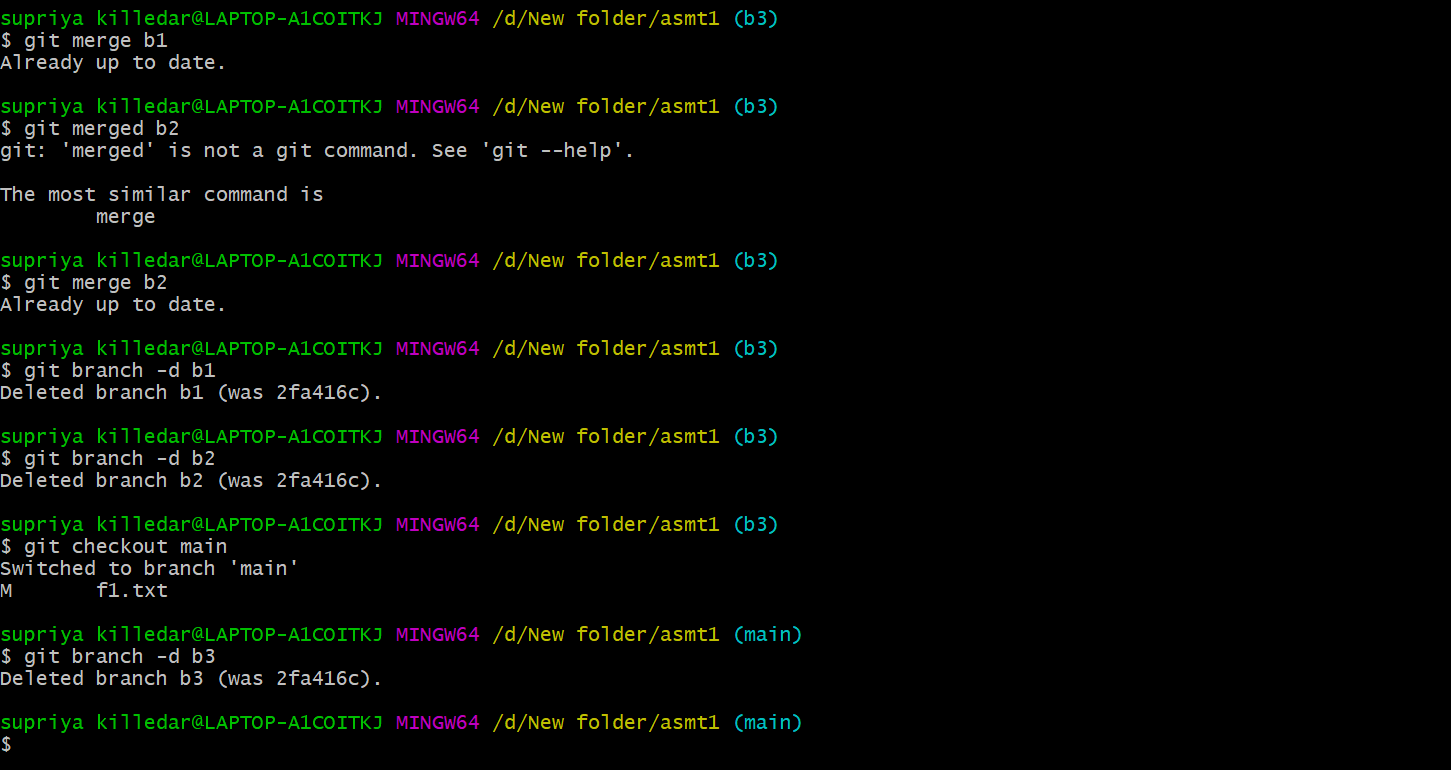 supriya killedar@LAPTOP-A1COITKJ MINGW64 /d/New folder/asmt1 (b3)
$ git merge b1
Already up to date.
supriya killedar@LAPTOP-A1COITKJ MINGW64 /d/New folder/asmt1 (b3)
$ git merged b2
git: 'merged' is not a git command. See 'git --help'.
The most similar command is
        merge
supriya killedar@LAPTOP-A1COITKJ MINGW64 /d/New folder/asmt1 (b3)
$ git merge b2
Already up to date.
supriya killedar@LAPTOP-A1COITKJ MINGW64 /d/New folder/asmt1 (b3)
$ git branch -d b1
Deleted branch b1 (was 2fa416c).
supriya killedar@LAPTOP-A1COITKJ MINGW64 /d/New folder/asmt1 (b3)
$ git branch -d b2
Deleted branch b2 (was 2fa416c).
supriya killedar@LAPTOP-A1COITKJ MINGW64 /d/New folder/asmt1 (b3)
$ git checkout main
Switched to branch 'main'
M       f1.txt
supriya killedar@LAPTOP-A1COITKJ MINGW64 /d/New folder/asmt1 (main)
$ git branch -d b3
Deleted branch b3 (was 2fa416c).
supriya killedar@LAPTOP-A1COITKJ MINGW64 /d/New folder/asmt1 (main)
$